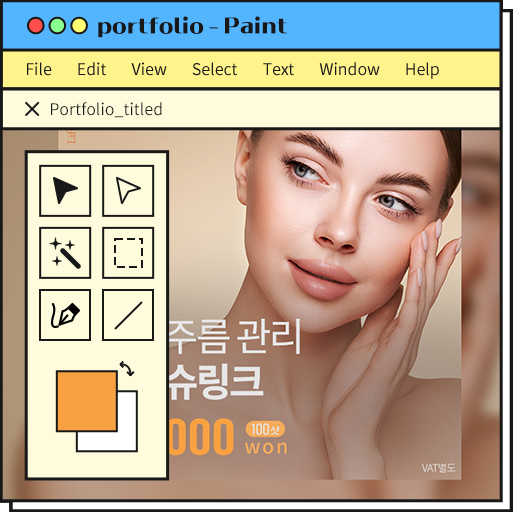 portfolio - Paint
File Edit View Select Text Window Help
Portfolio_titled
주름 관리
슈링크
000 100샷
won
VAT별도